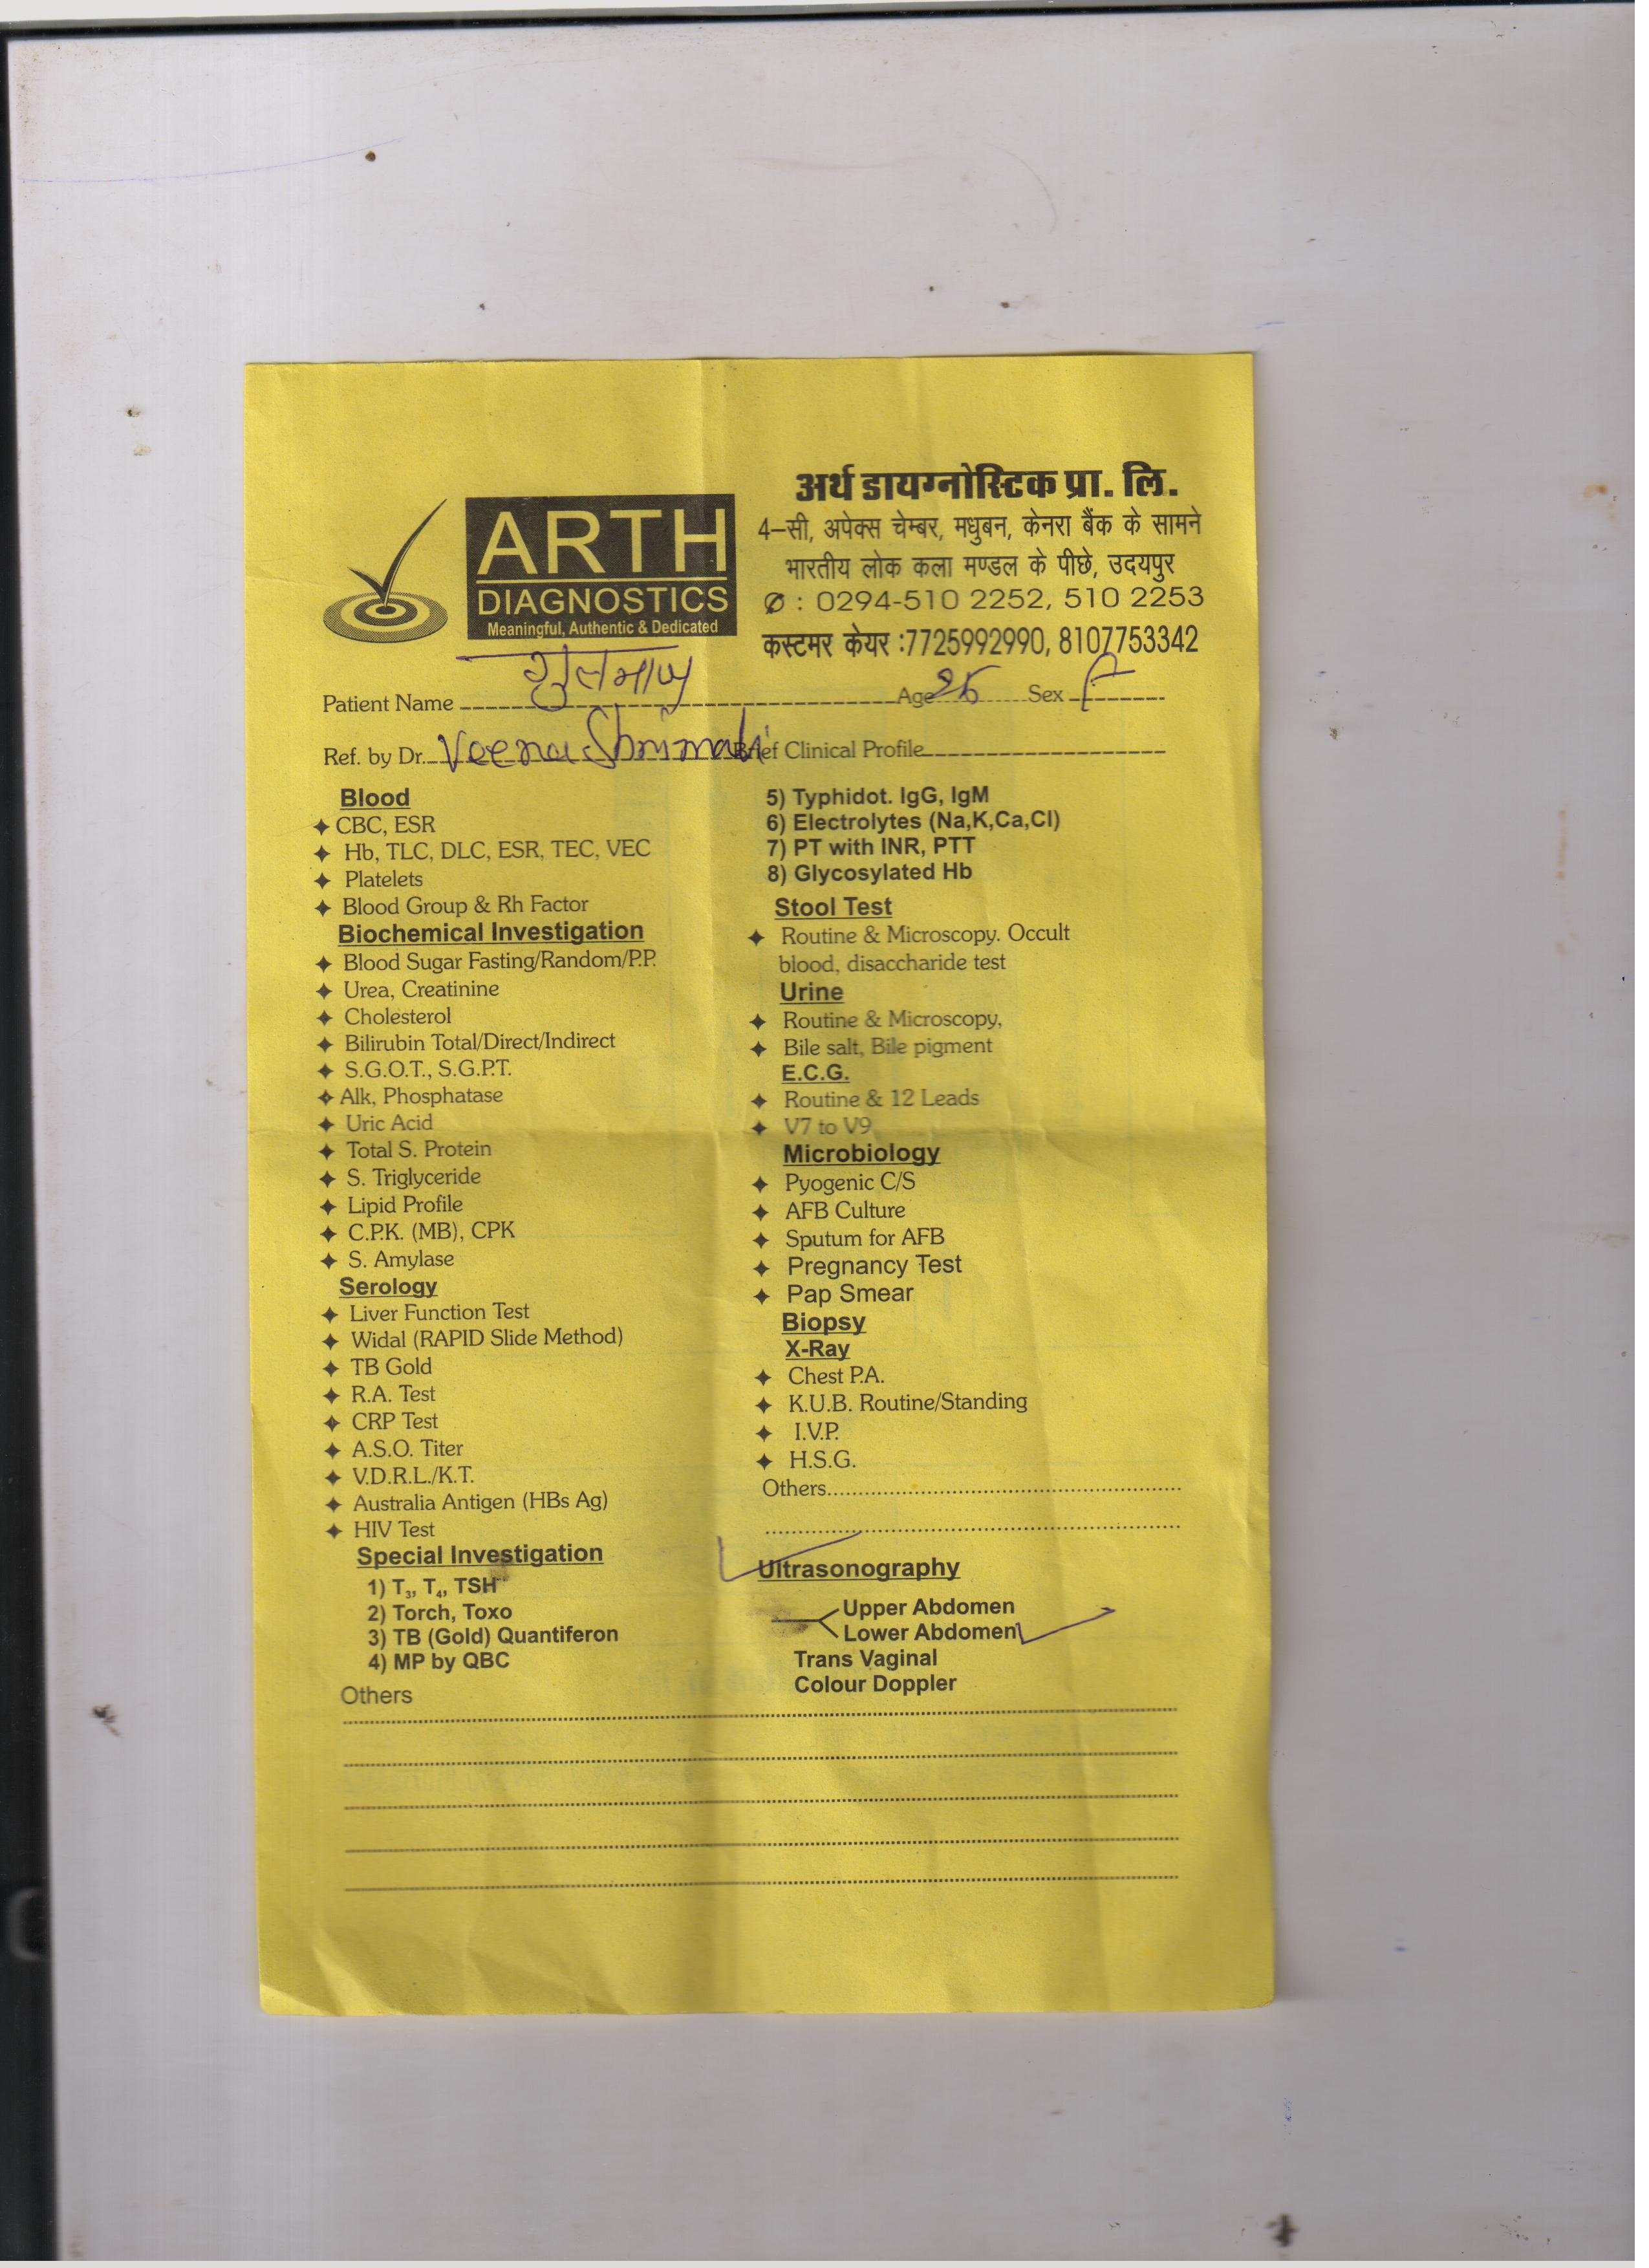 अर्थ डायग्नोस्टिक प्रा. लि.
ARTH
DIAGNOSTICS
Meaningful, Authentic & Dedicated
4–सी, अपेक्स चेम्बर, मधुबन, केनरा बैंक के सामने
भारतीय लोक कला मण्डल के पीछे, उदयपुर
✆ : 0294-510 2252, 510 2253
कस्टमर केयर :7725992990, 8107753342
Patient Name Age 25 Sex F
Ref. by Dr. Veena Shrimali Brief Clinical Profile
Blood
CBC, ESR
Hb, TLC, DLC, ESR, TEC, VEC
Platelets
Blood Group & Rh Factor
Biochemical Investigation
Blood Sugar Fasting/Random/P.P.
Urea, Creatinine
Cholesterol
Bilirubin Total/Direct/Indirect
S.G.O.T., S.G.P.T.
Alk, Phosphatase
Uric Acid
Total S. Protein
S. Triglyceride
Lipid Profile
C.P.K. (MB), CPK
S. Amylase
Serology
Liver Function Test
Widal (RAPID Slide Method)
TB Gold
R.A. Test
CRP Test
A.S.O. Titer
V.D.R.L./K.T.
Australia Antigen (HBs Ag)
HIV Test
Special Investigation
1) T3, T4, TSH
2) Torch, Toxo
3) TB (Gold) Quantiferon
4) MP by QBC
5) Typhidot. IgG, IgM
6) Electrolytes (Na,K,Ca,Cl)
7) PT with INR, PTT
8) Glycosylated Hb
Stool Test
Routine & Microscopy. Occult
blood, disaccharide test
Urine
Routine & Microscopy,
Bile salt, Bile pigment
E.C.G.
Routine & 12 Leads
V7 to V9
Microbiology
Pyogenic C/S
AFB Culture
Sputum for AFB
Pregnancy Test
Pap Smear
Biopsy
X-Ray
Chest P.A.
K.U.B. Routine/Standing
I.V.P.
H.S.G.
Others
Ultrasonography
Upper Abdomen
Lower Abdomen
Trans Vaginal
Colour Doppler
Others